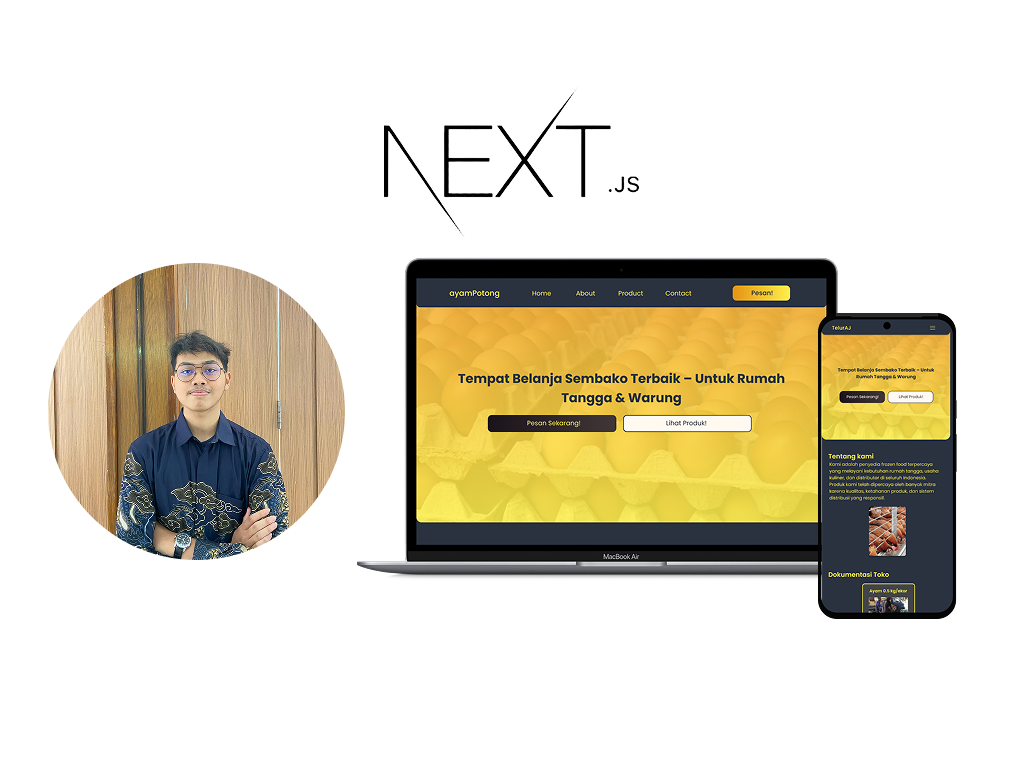 NEXT.JS
ayamPotong Home About Product Contact Pesan!
Tempat Belanja Sembako Terbaik – Untuk Rumah
Tangga & Warung
Pesan Sekarang! Lihat Produk!
MacBook Air
TelurAJ
Tempat Belanja Sembako Terbaik – Untuk
Rumah Tangga & Warung
Pesan Sekarang! Lihat Produk!
Tentang kami
Kami adalah penyedia frozen food terpercaya
yang melayani kebutuhan rumah tangga, usaha
kuliner, dan distributor di seluruh Indonesia.
Produk kami telah dipercaya oleh banyak mitra
karena kualitas, ketahanan produk, dan sistem
distribusi yang responsif.
Dokumentasi Toko
Ayam 0.5 kg/ekor